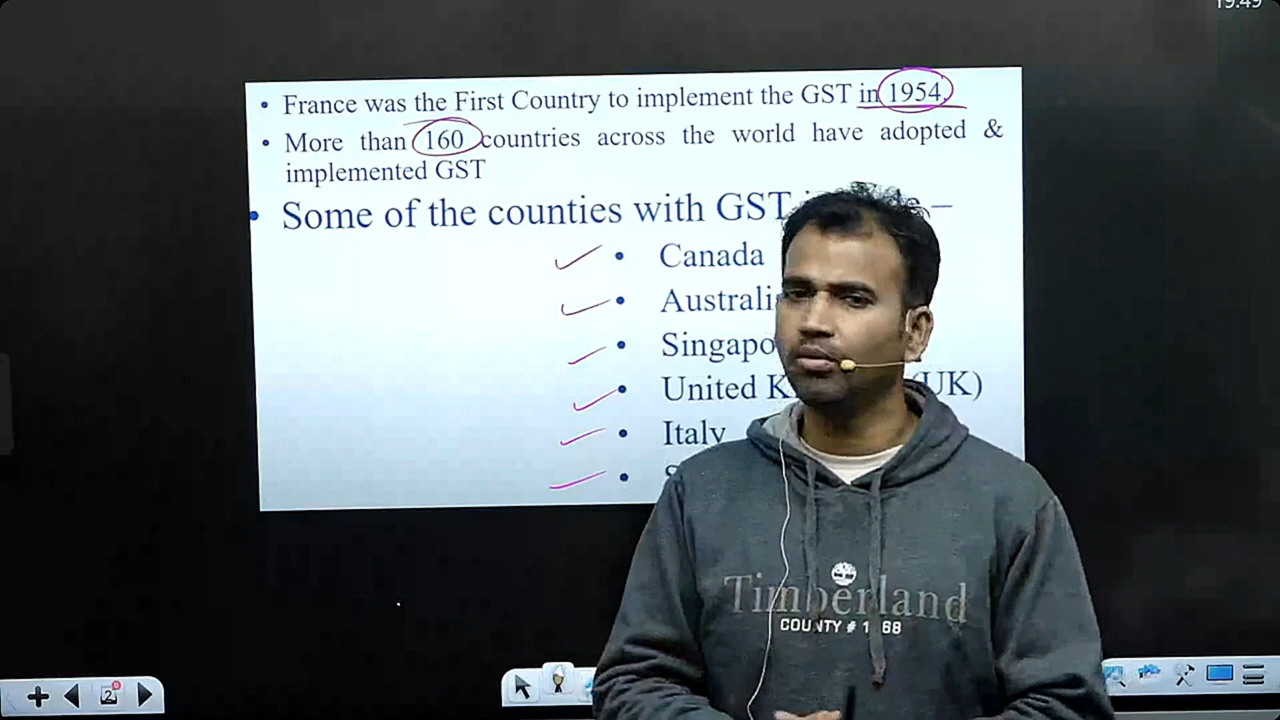 19:49
• France was the First Country to implement the GST in 1954.
• More than 160 countries across the world have adopted &
implemented GST
• Some of the counties with GST –
• Canada
• Australi
• Singapo
• United K (UK)
• Italy
•
Timberland
COUNTY # 1 68
2